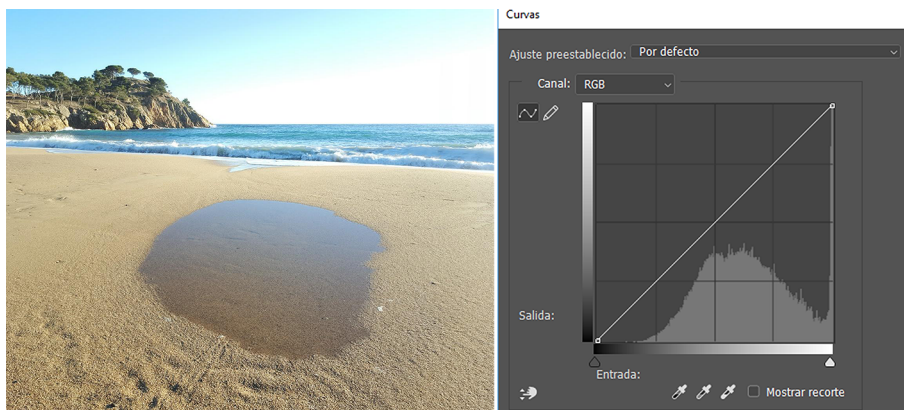 Curvas
Ajuste preestablecido: Por defecto
Canal: RGB
Salida:
Entrada:
Mostrar recorte